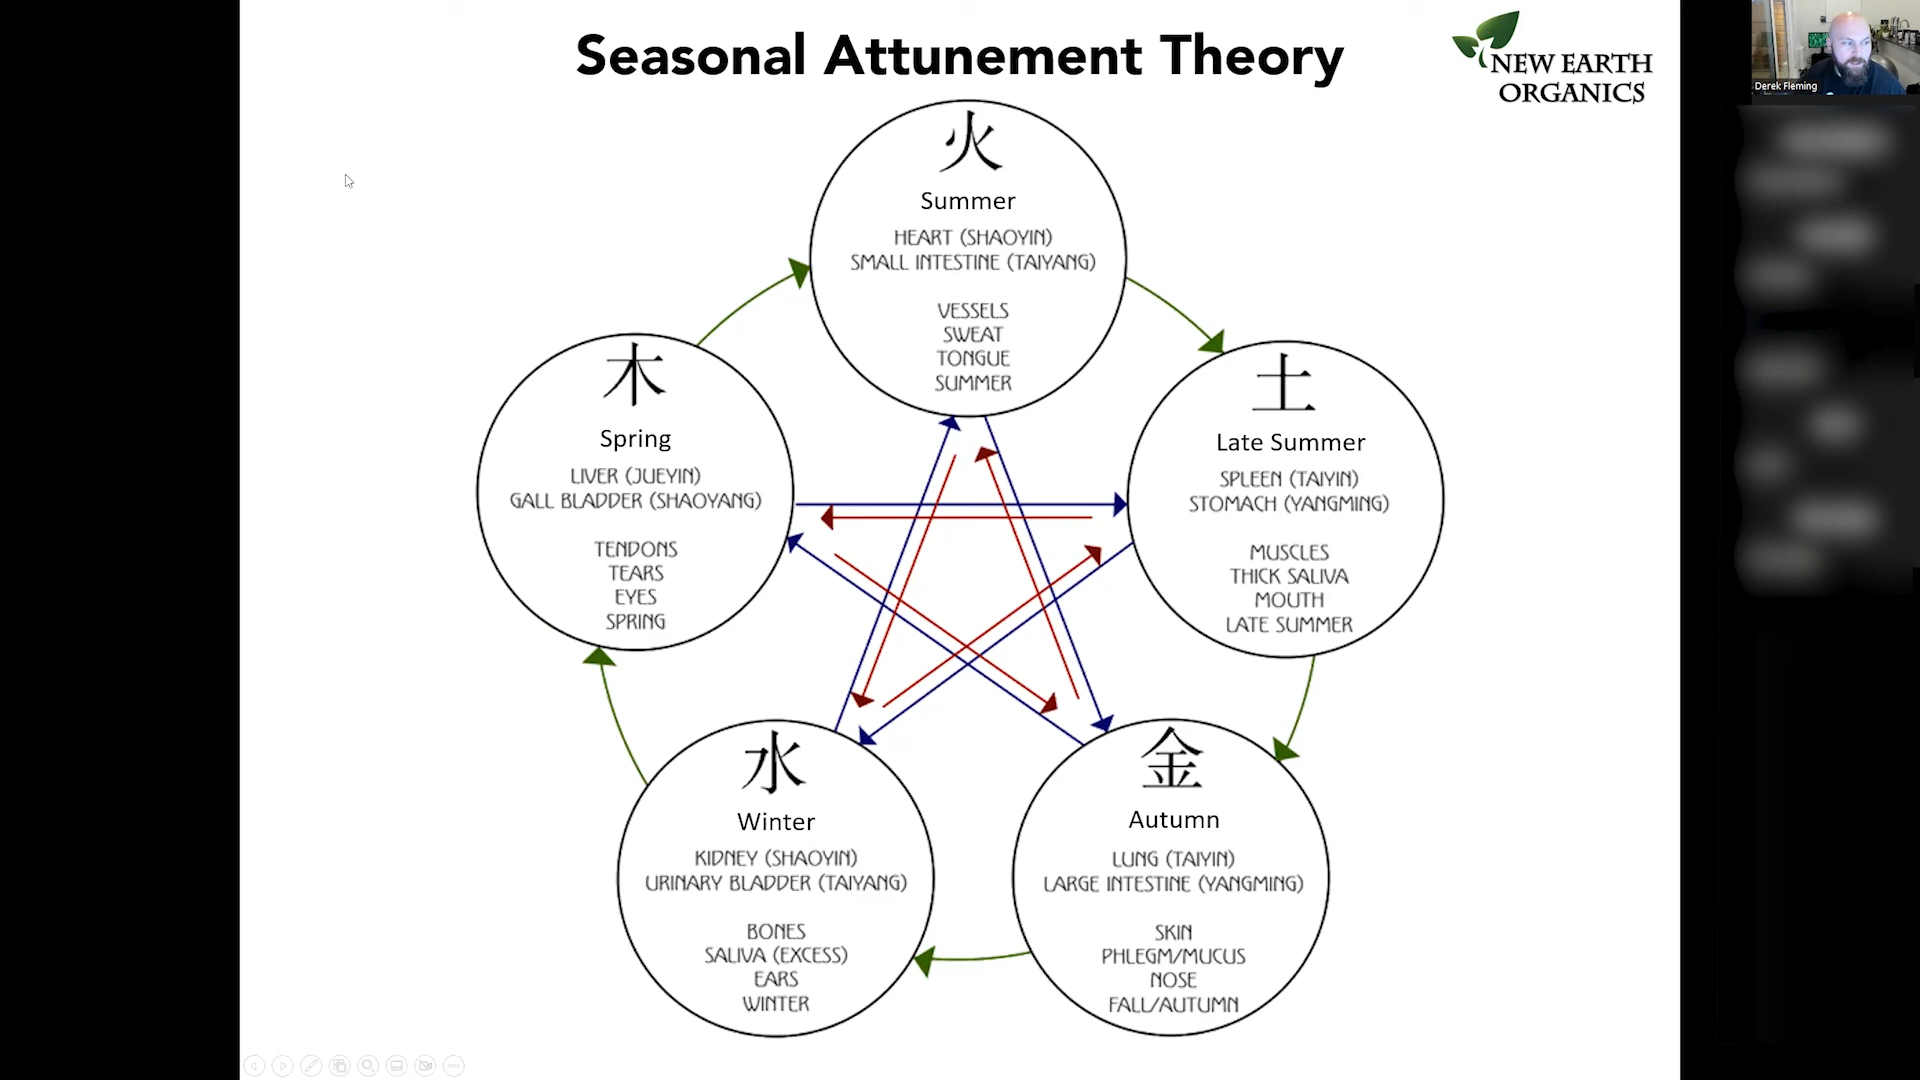 Seasonal Attunement Theory
NEW EARTH
ORGANICS
Derek Fleming
火
Summer
HEART (SHAOYIN)
SMALL INTESTINE (TAIYANG)
VESSELS
SWEAT
TONGUE
SUMMER
木
Spring
LIVER (JUEYIN)
GALL BLADDER (SHAOYANG)
TENDONS
TEARS
EYES
SPRING
土
Late Summer
SPLEEN (TAIYIN)
STOMACH (YANGMING)
MUSCLES
THICK SALIVA
MOUTH
LATE SUMMER
水
Winter
KIDNEY (SHAOYIN)
URINARY BLADDER (TAIYANG)
BONES
SALIVA (EXCESS)
EARS
WINTER
金
Autumn
LUNG (TAIYIN)
LARGE INTESTINE (YANGMING)
SKIN
PHLEGM/MUCUS
NOSE
FALL/AUTUMN